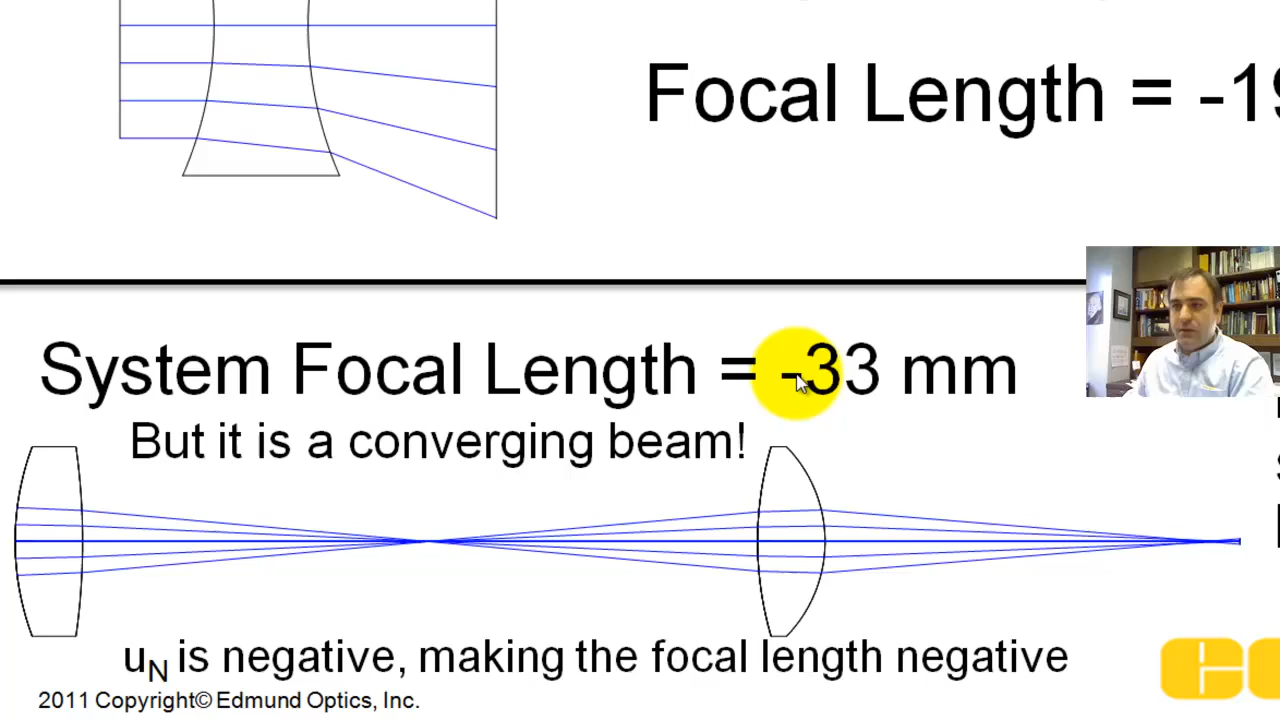 Focal Length = -19
System Focal Length = -33 mm
But it is a converging beam!
uN is negative, making the focal length negative
2011 Copyright© Edmund Optics, Inc.